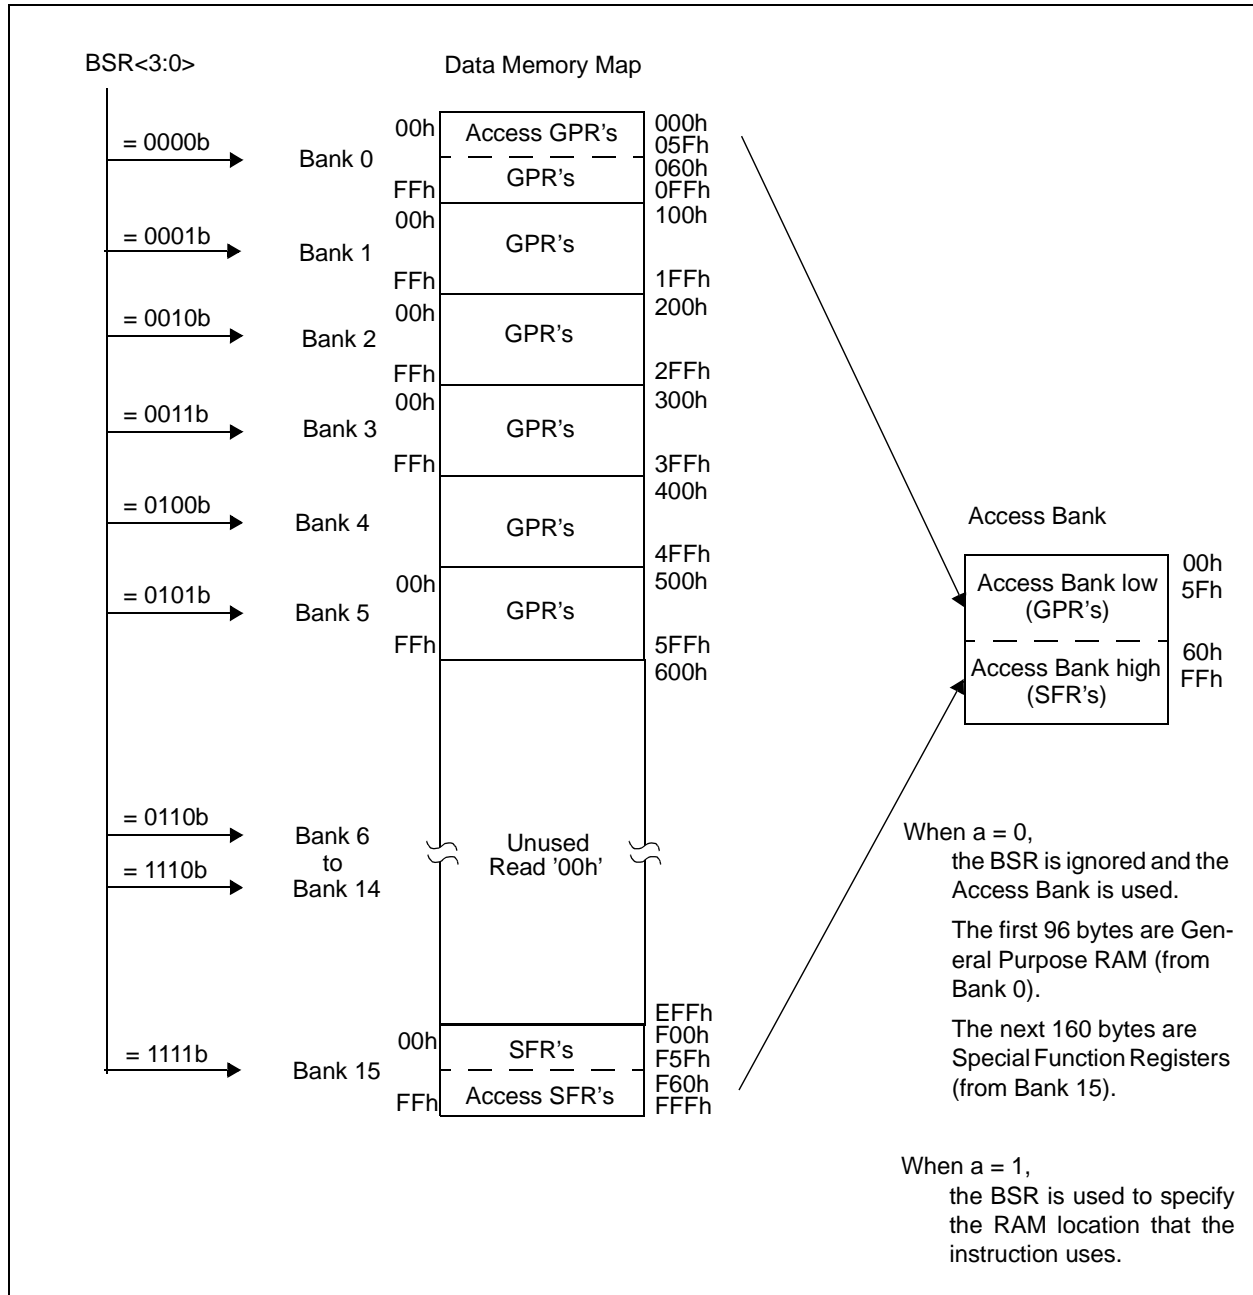 BSR<3:0>
Data Memory Map
= 0000b
Bank 0
00h
Access GPR's
000h
05Fh
GPR's
060h
FFh
0FFh
= 0001b
Bank 1
00h
GPR's
100h
FFh
1FFh
= 0010b
Bank 2
00h
GPR's
200h
FFh
2FFh
= 0011b
Bank 3
00h
GPR's
300h
FFh
3FFh
= 0100b
Bank 4
GPR's
400h
4FFh
= 0101b
Bank 5
00h
GPR's
500h
FFh
5FFh
600h
= 0110b
= 1110b
Bank 6
to
Bank 14
Unused
Read '00h'
EFFh
= 1111b
Bank 15
00h
SFR's
F00h
F5Fh
Access SFR's
F60h
FFh
FFFh
Access Bank
Access Bank low
(GPR's)
00h
5Fh
Access Bank high
(SFR's)
60h
FFh
When a = 0,
the BSR is ignored and the
Access Bank is used.
The first 96 bytes are Gen-
eral Purpose RAM (from
Bank 0).
The next 160 bytes are
Special Function Registers
(from Bank 15).
When a = 1,
the BSR is used to specify
the RAM location that the
instruction uses.